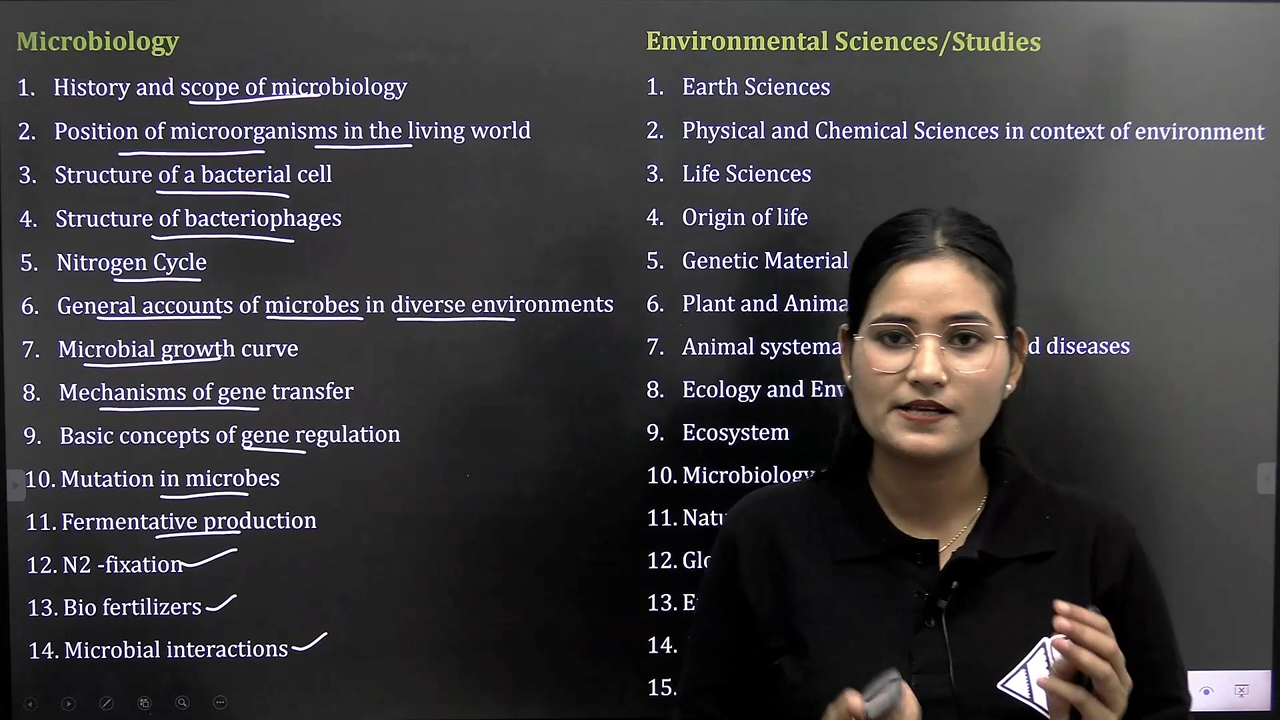 Microbiology
1. History and scope of microbiology
2. Position of microorganisms in the living world
3. Structure of a bacterial cell
4. Structure of bacteriophages
5. Nitrogen Cycle
6. General accounts of microbes in diverse environments
7. Microbial growth curve
8. Mechanisms of gene transfer
9. Basic concepts of gene regulation
10. Mutation in microbes
11. Fermentative production
12. N2 -fixation
13. Bio fertilizers
14. Microbial interactions
Environmental Sciences/Studies
1. Earth Sciences
2. Physical and Chemical Sciences in context of environment
3. Life Sciences
4. Origin of life
5. Genetic Material
6. Plant and
7. Animal diseases
8. Ecology and
9. Ecosystem
10. Microbiology
11.
12.
13.
14.
15.